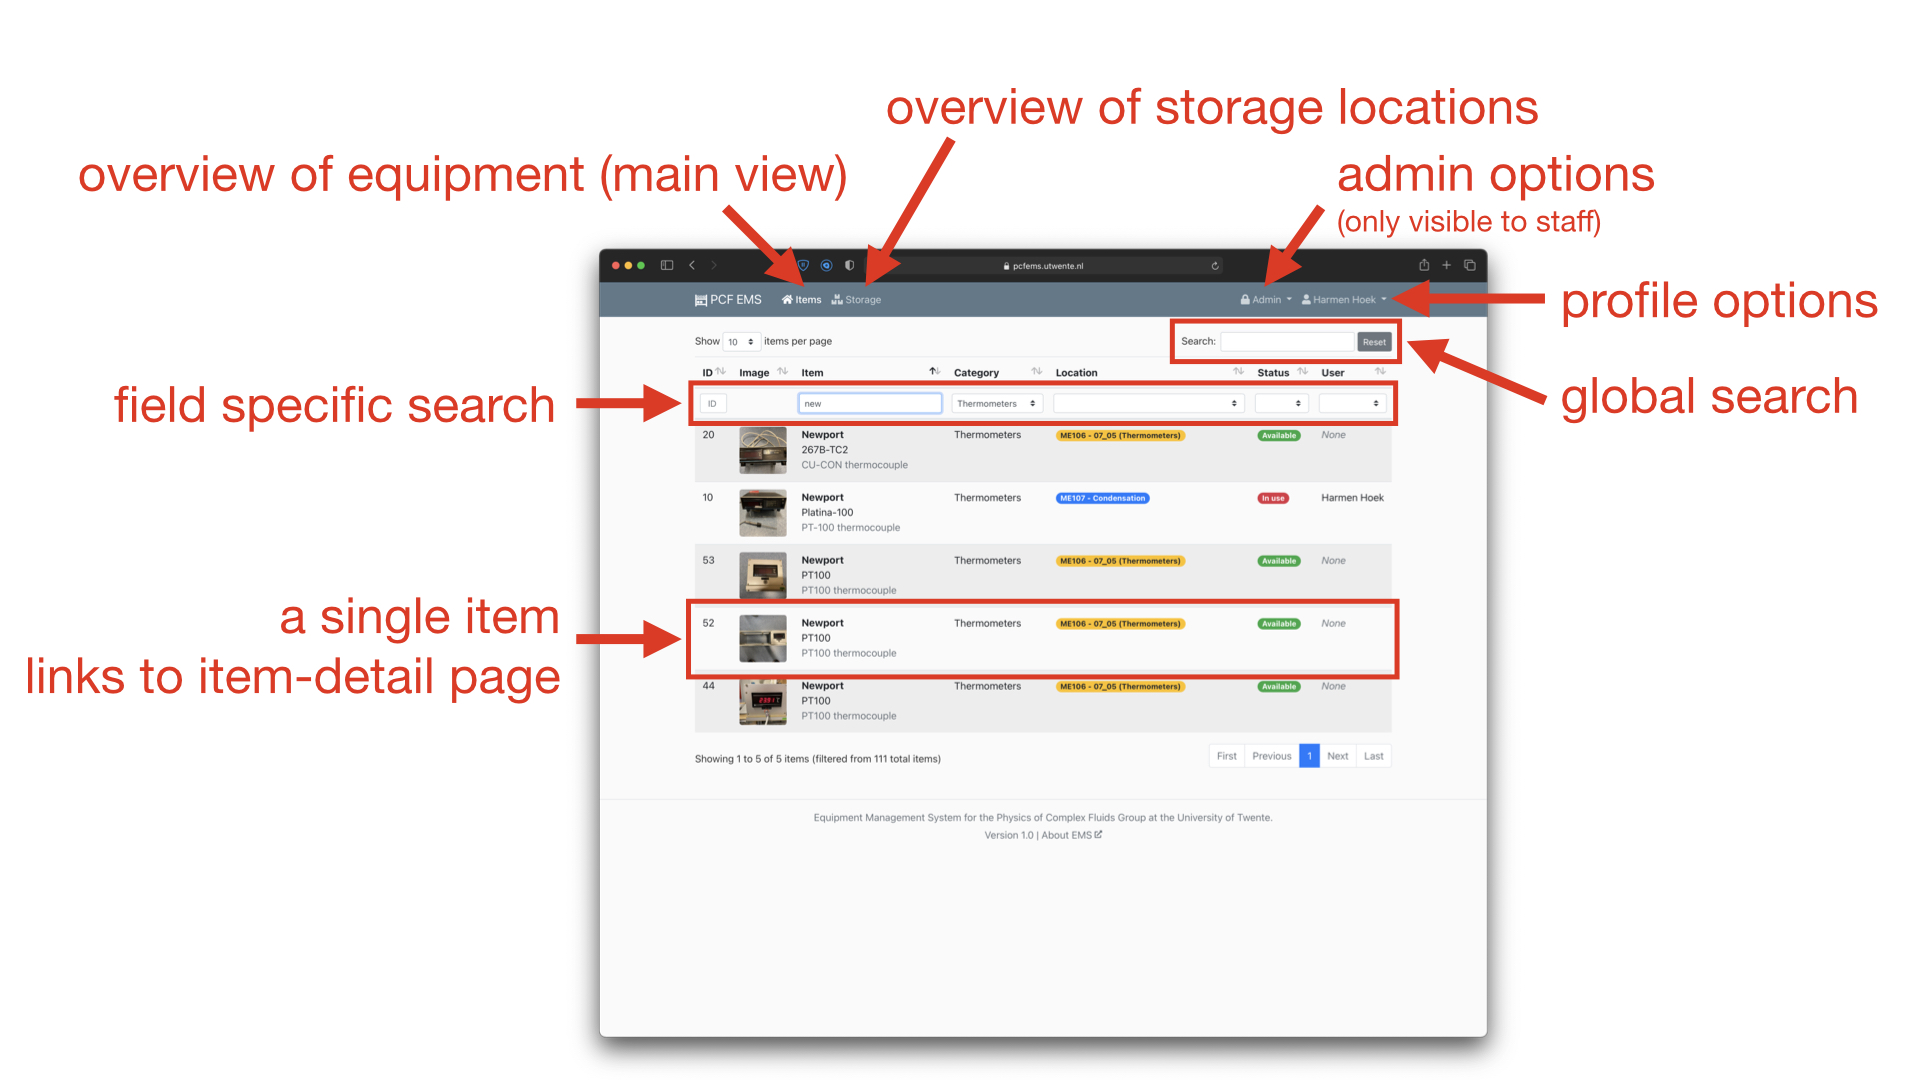 overview of storage locations
overview of equipment (main view)
admin options
(only visible to staff)
pcfems.utwente.nl
PCF EMS Items Storage Admin Harmen Hoek
profile options
Show 10 items per page Search: Reset
ID Image Item Category Location Status User
global search
field specific search
ID new Thermometers
20 Newport Thermometers ME106 - 07_05 (Thermometers) Available None
267B-TC2
CU-CON thermocouple
10 Newport Thermometers ME107 - Condensation In use Harmen Hoek
Platina-100
PT-100 thermocouple
53 Newport Thermometers ME106 - 07_05 (Thermometers) Available None
PT100
PT100 thermocouple
a single item
links to item-detail page
52 Newport Thermometers ME106 - 07_05 (Thermometers) Available None
PT100
PT100 thermocouple
44 Newport Thermometers ME106 - 07_05 (Thermometers) Available None
PT100
PT100 thermocouple
Showing 1 to 5 of 5 items (filtered from 111 total items) First Previous 1 Next Last
Equipment Management System for the Physics of Complex Fluids Group at the University of Twente.
Version 1.0 | About EMS